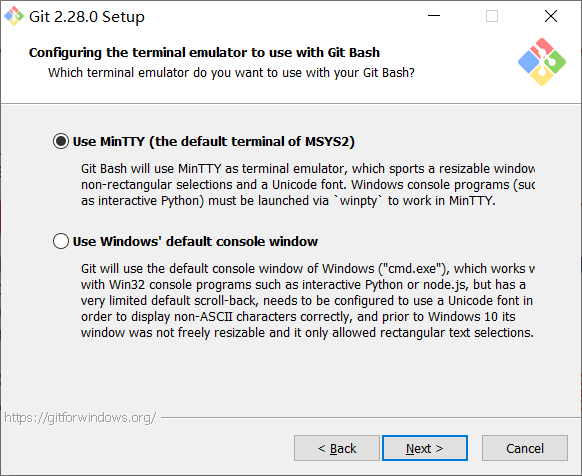 Git 2.28.0 Setup
Configuring the terminal emulator to use with Git Bash
Which terminal emulator do you want to use with your Git Bash?
Use MinTTY (the default terminal of MSYS2)
Git Bash will use MinTTY as terminal emulator, which sports a resizable window
non-rectangular selections and a Unicode font. Windows console programs (suc
as interactive Python) must be launched via `winpty` to work in MinTTY.
Use Windows' default console window
Git will use the default console window of Windows ("cmd.exe"), which works w
with Win32 console programs such as interactive Python or node.js, but has a
very limited default scroll-back, needs to be configured to use a Unicode font in
order to display non-ASCII characters correctly, and prior to Windows 10 its
window was not freely resizable and it only allowed rectangular text selections.
https://gitforwindows.org/
< Back
Next >
Cancel